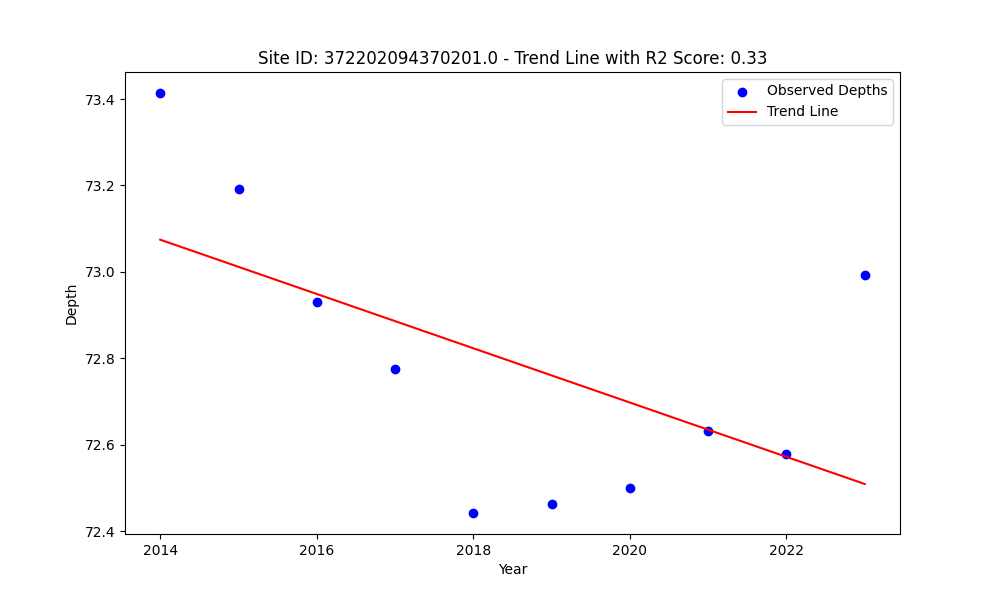 Site ID: 372202094370201.0 - Trend Line with R2 Score: 0.33
Observed Depths
Trend Line
73.4
73.2
73.0
72.8
72.6
72.4
Depth
2014
2016
2018
2020
2022
Year